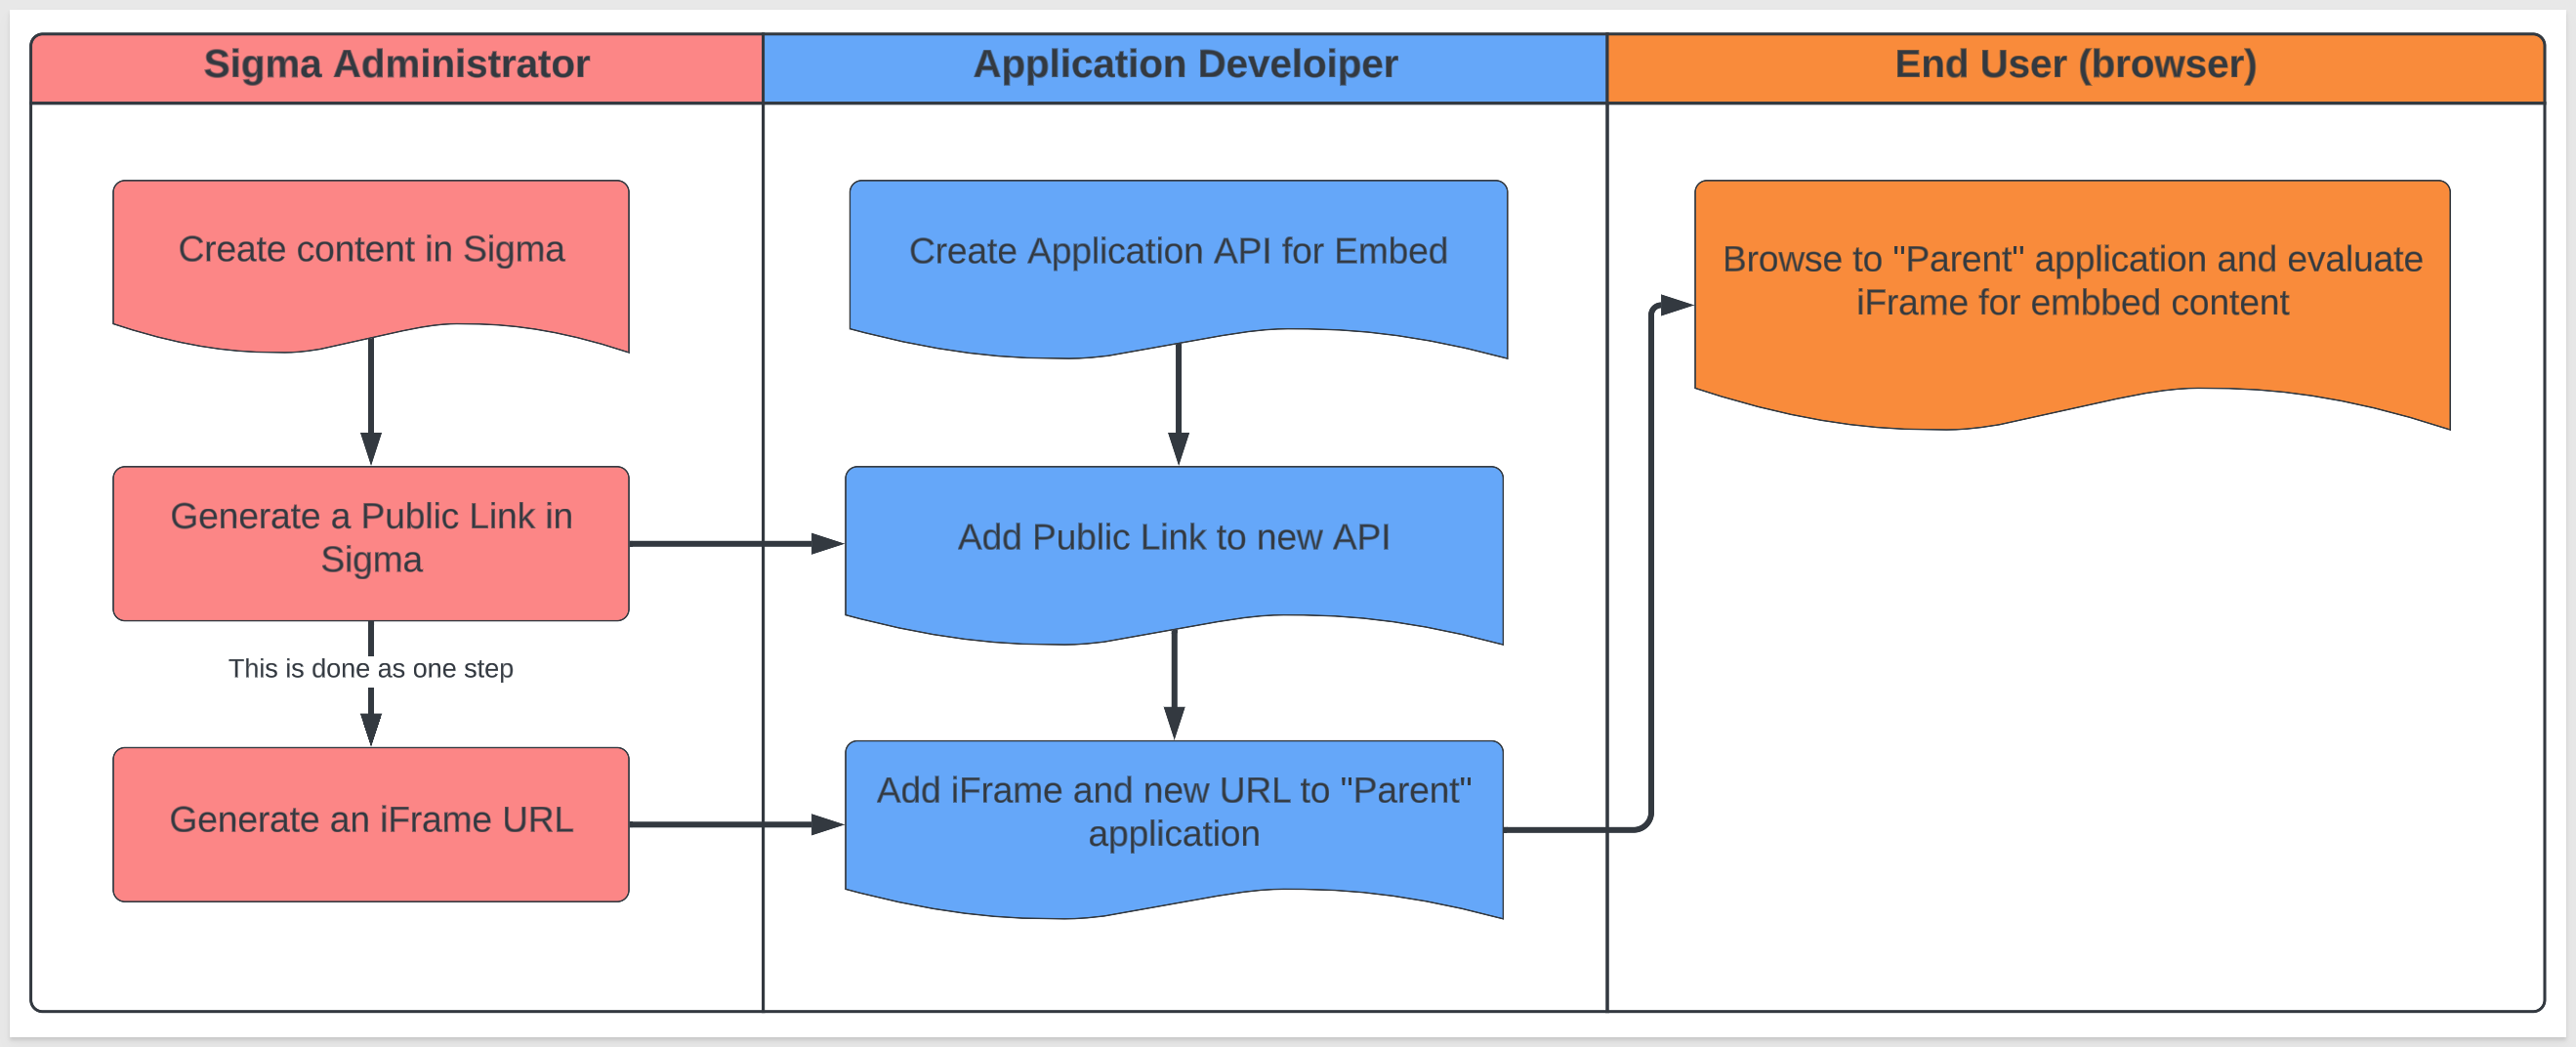 Sigma Administrator
Application Develoiper
End User (browser)
Create content in Sigma
Generate a Public Link in
Sigma
This is done as one step
Generate an iFrame URL
Create Application API for Embed
Add Public Link to new API
Add iFrame and new URL to "Parent"
application
Browse to "Parent" application and evaluate
iFrame for embbed content